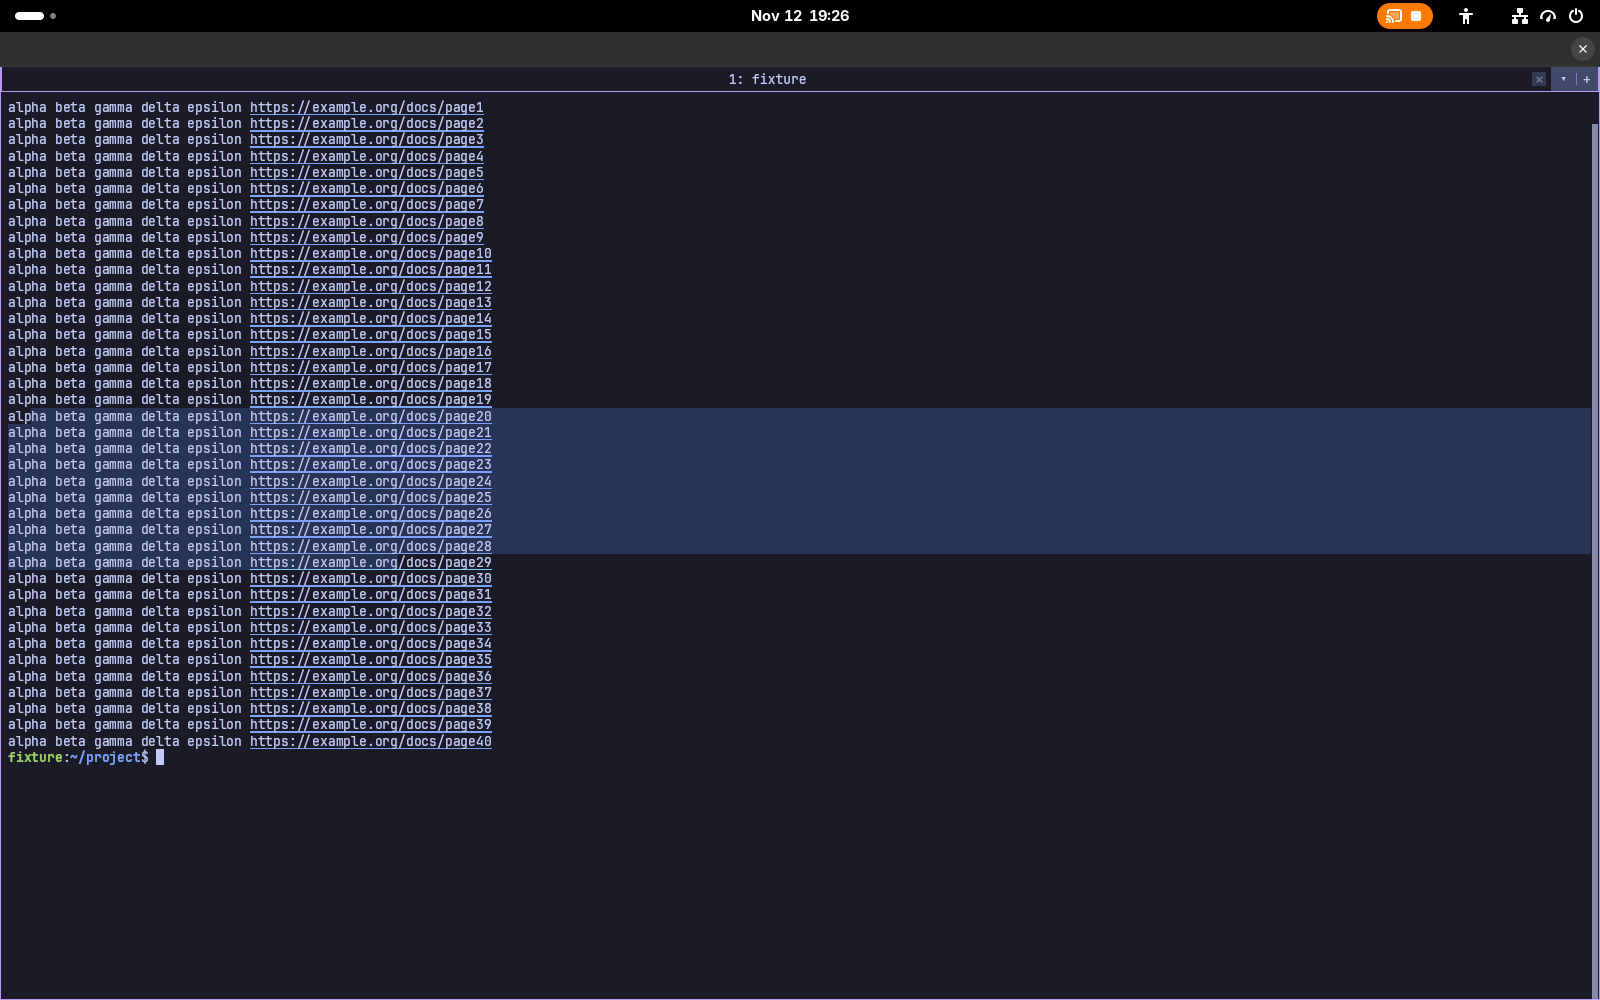 Nov 12 19:26
1: fixture
alpha beta gamma delta epsilon https://example.org/docs/page1
alpha beta gamma delta epsilon https://example.org/docs/page2
alpha beta gamma delta epsilon https://example.org/docs/page3
alpha beta gamma delta epsilon https://example.org/docs/page4
alpha beta gamma delta epsilon https://example.org/docs/page5
alpha beta gamma delta epsilon https://example.org/docs/page6
alpha beta gamma delta epsilon https://example.org/docs/page7
alpha beta gamma delta epsilon https://example.org/docs/page8
alpha beta gamma delta epsilon https://example.org/docs/page9
alpha beta gamma delta epsilon https://example.org/docs/page10
alpha beta gamma delta epsilon https://example.org/docs/page11
alpha beta gamma delta epsilon https://example.org/docs/page12
alpha beta gamma delta epsilon https://example.org/docs/page13
alpha beta gamma delta epsilon https://example.org/docs/page14
alpha beta gamma delta epsilon https://example.org/docs/page15
alpha beta gamma delta epsilon https://example.org/docs/page16
alpha beta gamma delta epsilon https://example.org/docs/page17
alpha beta gamma delta epsilon https://example.org/docs/page18
alpha beta gamma delta epsilon https://example.org/docs/page19
alpha beta gamma delta epsilon https://example.org/docs/page20
alpha beta gamma delta epsilon https://example.org/docs/page21
alpha beta gamma delta epsilon https://example.org/docs/page22
alpha beta gamma delta epsilon https://example.org/docs/page23
alpha beta gamma delta epsilon https://example.org/docs/page24
alpha beta gamma delta epsilon https://example.org/docs/page25
alpha beta gamma delta epsilon https://example.org/docs/page26
alpha beta gamma delta epsilon https://example.org/docs/page27
alpha beta gamma delta epsilon https://example.org/docs/page28
alpha beta gamma delta epsilon https://example.org/docs/page29
alpha beta gamma delta epsilon https://example.org/docs/page30
alpha beta gamma delta epsilon https://example.org/docs/page31
alpha beta gamma delta epsilon https://example.org/docs/page32
alpha beta gamma delta epsilon https://example.org/docs/page33
alpha beta gamma delta epsilon https://example.org/docs/page34
alpha beta gamma delta epsilon https://example.org/docs/page35
alpha beta gamma delta epsilon https://example.org/docs/page36
alpha beta gamma delta epsilon https://example.org/docs/page37
alpha beta gamma delta epsilon https://example.org/docs/page38
alpha beta gamma delta epsilon https://example.org/docs/page39
alpha beta gamma delta epsilon https://example.org/docs/page40
fixture:~/project$